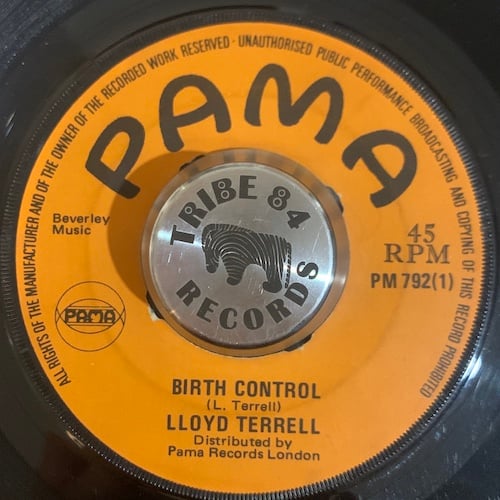 ALL RIGHTS OF THE MANUFACTURER AND OF THE OWNER OF THE RECORDED WORK RESERVED · UNAUTHORISED PUBLIC PERFORMANCE BROADCASTING AND COPYING OF THIS RECORD PROHIBITED
PAMA
Beverley
Music
TRIBE 84
RECORDS
45
RPM
PM 792(1)
PAMA
BIRTH CONTROL
(L. Terrell)
LLOYD TERRELL
Distributed by
Pama Records London